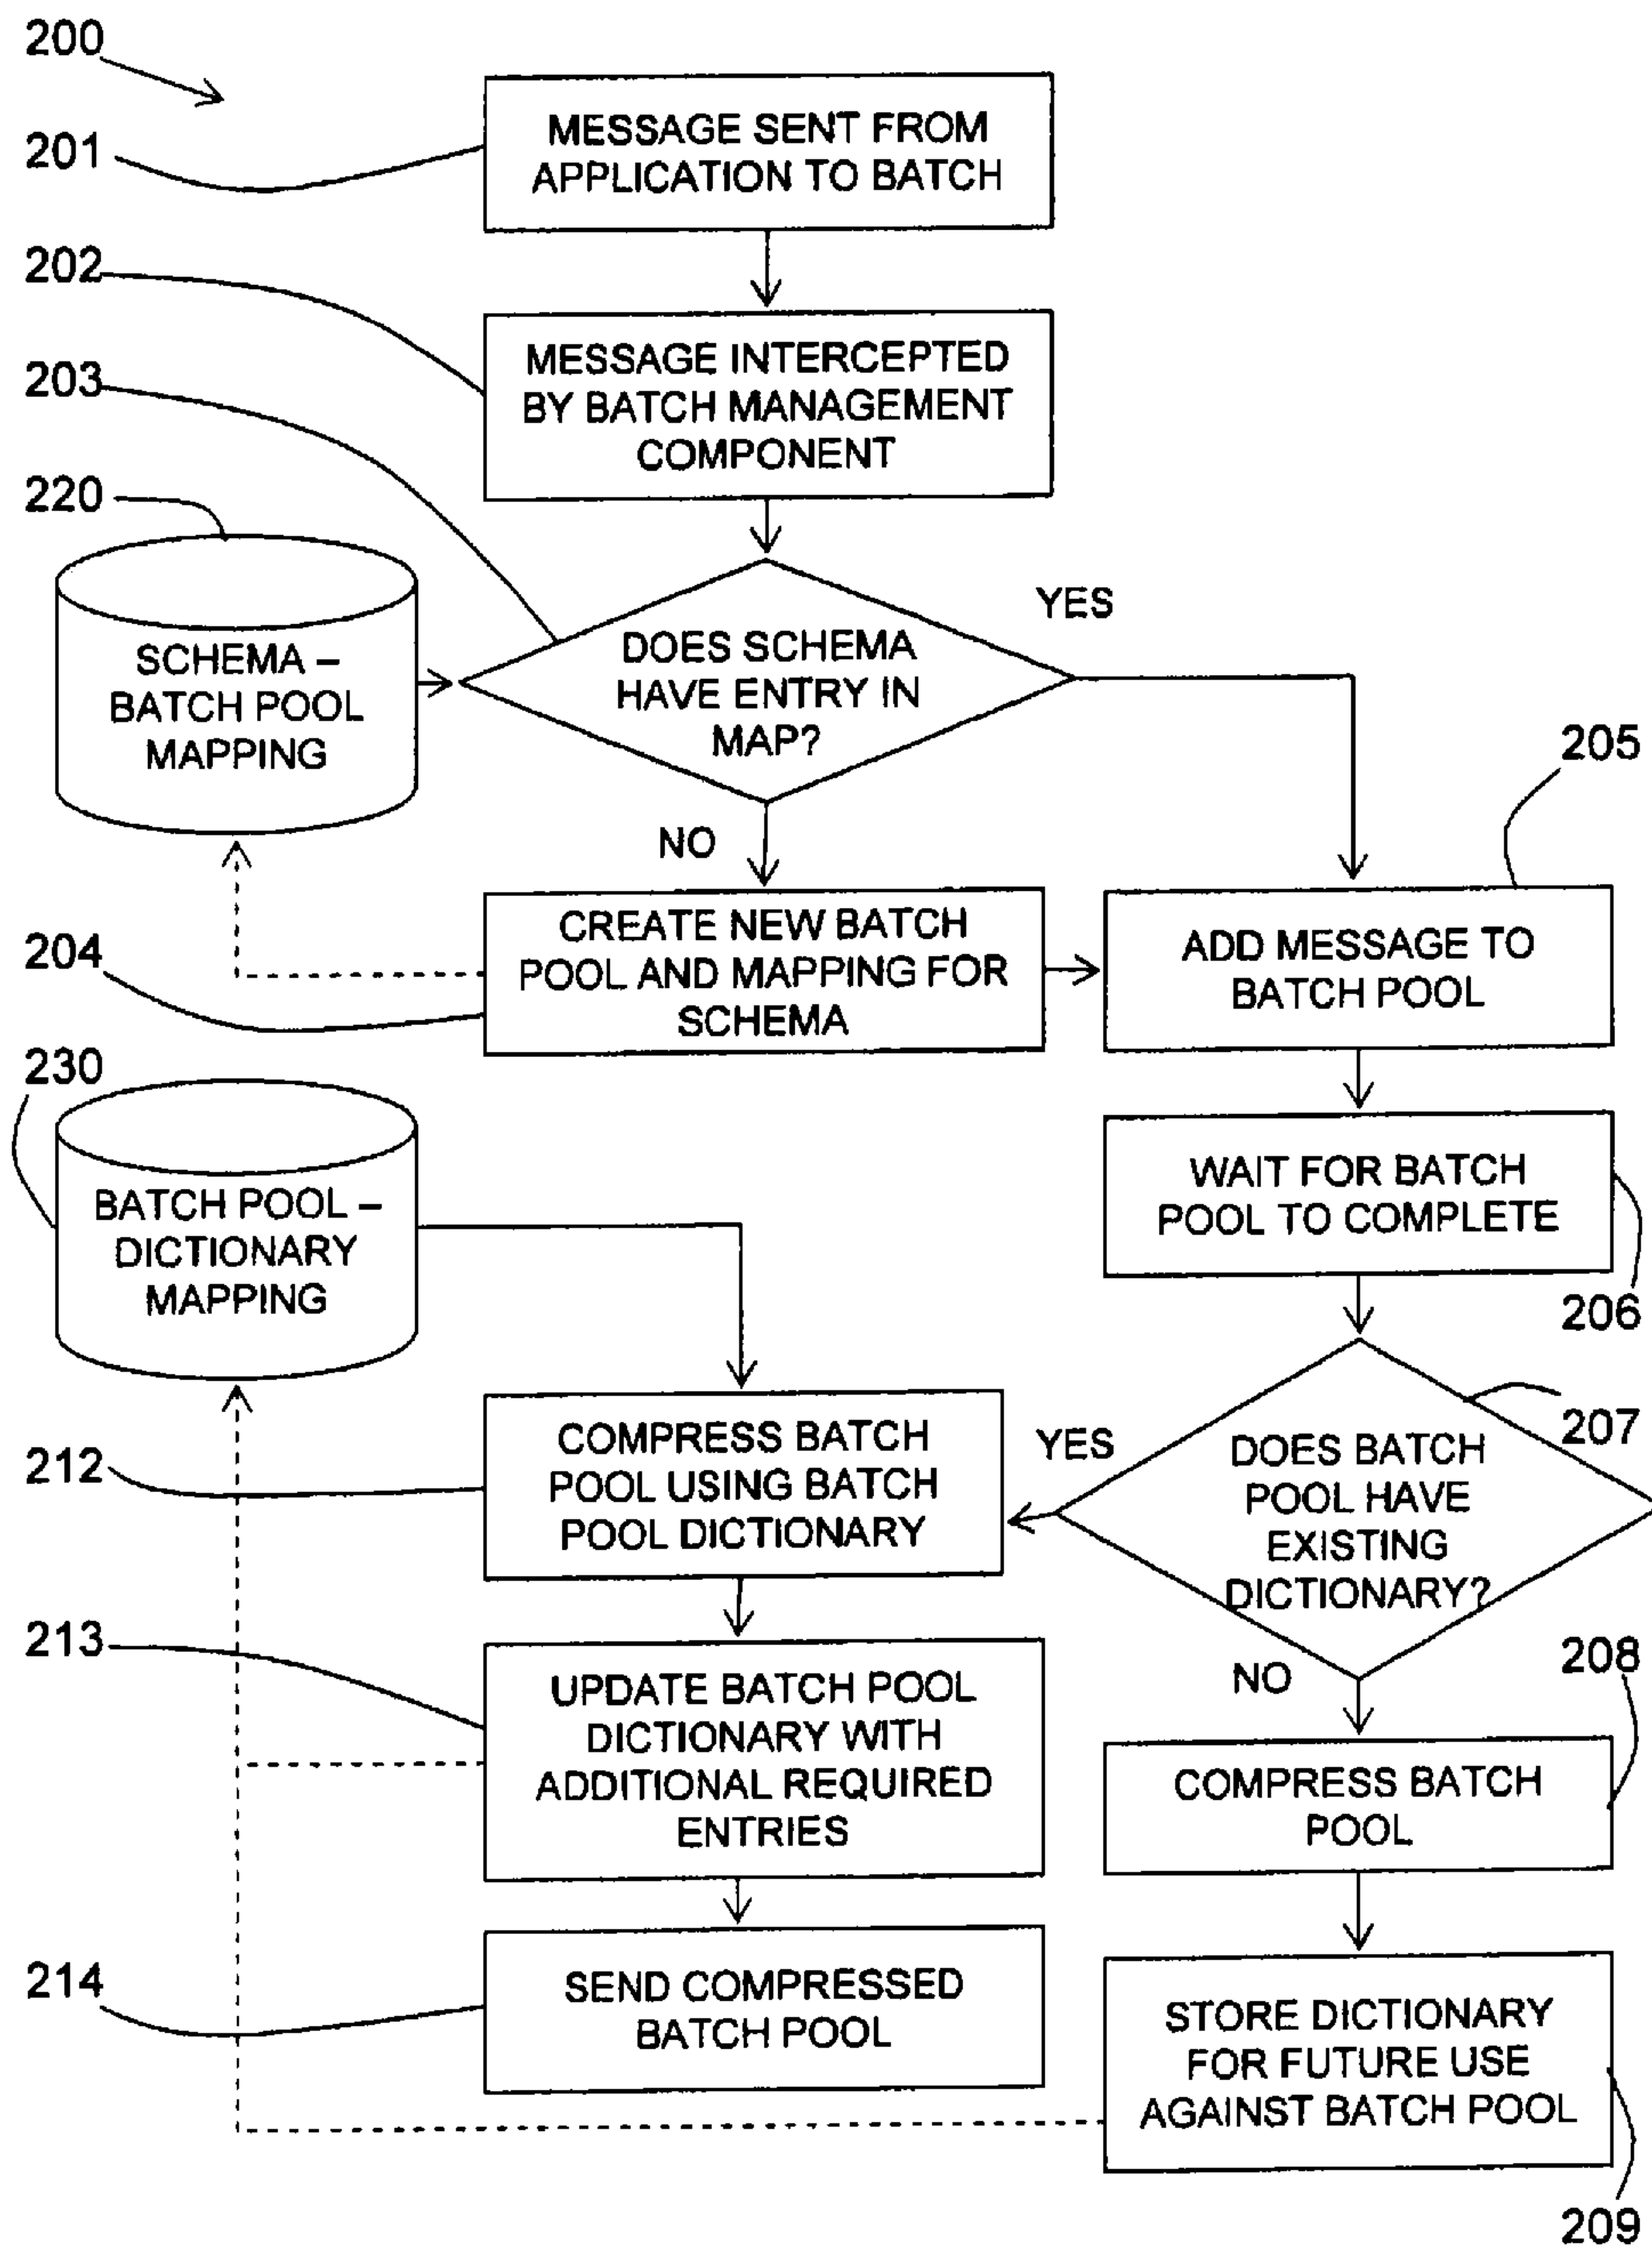 200
201
MESSAGE SENT FROM
APPLICATION TO BATCH
202
MESSAGE INTERCEPTED
BY BATCH MANAGEMENT
COMPONENT
203
220
SCHEMA –
BATCH POOL
MAPPING
DOES SCHEMA
HAVE ENTRY IN
MAP?
YES
NO
204
CREATE NEW BATCH
POOL AND MAPPING FOR
SCHEMA
205
ADD MESSAGE TO
BATCH POOL
230
BATCH POOL –
DICTIONARY
MAPPING
WAIT FOR BATCH
POOL TO COMPLETE
206
207
DOES BATCH
POOL HAVE
EXISTING
DICTIONARY?
YES
NO
212
COMPRESS BATCH
POOL USING BATCH
POOL DICTIONARY
213
UPDATE BATCH POOL
DICTIONARY WITH
ADDITIONAL REQUIRED
ENTRIES
208
COMPRESS BATCH
POOL
214
SEND COMPRESSED
BATCH POOL
STORE DICTIONARY
FOR FUTURE USE
AGAINST BATCH POOL
209